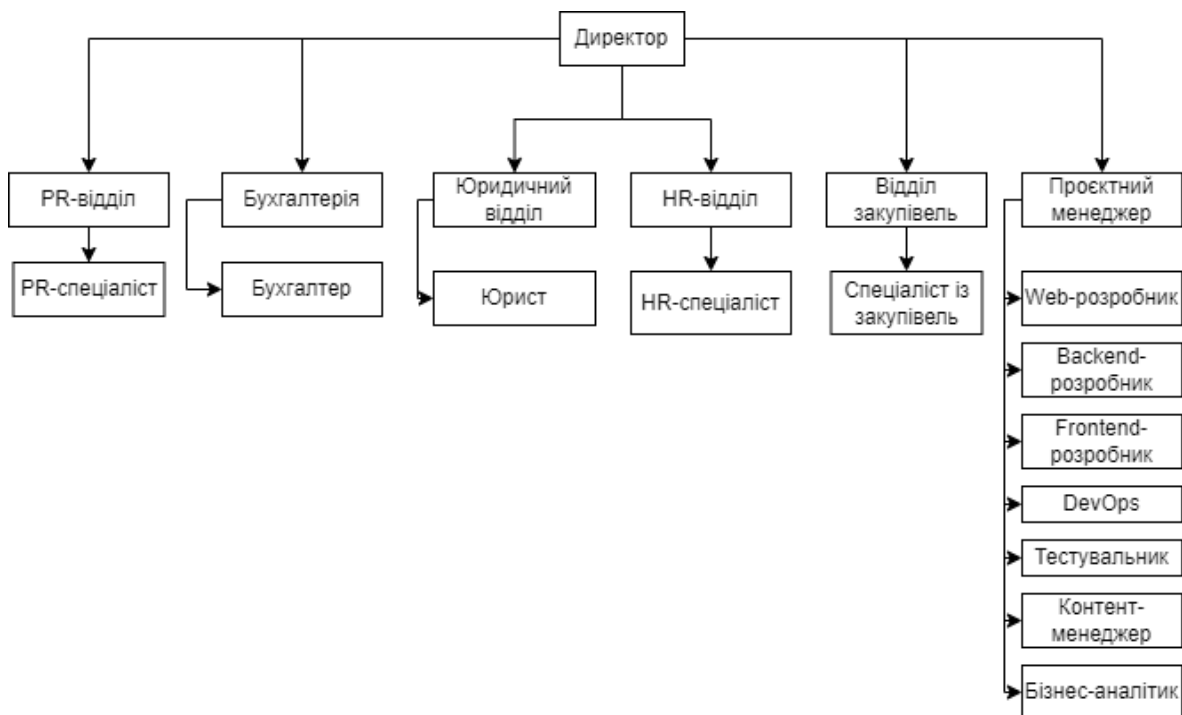 Директор
PR-відділ
Бухгалтерія
Юридичний
відділ
HR-відділ
Відділ
закупівель
Проєктний
менеджер
PR-спеціаліст
Бухгалтер
Юрист
HR-спеціаліст
Спеціаліст із
закупівель
Web-розробник
Backend-
розробник
Frontend-
розробник
DevOps
Тестувальник
Контент-
менеджер
Бізнес-аналітик